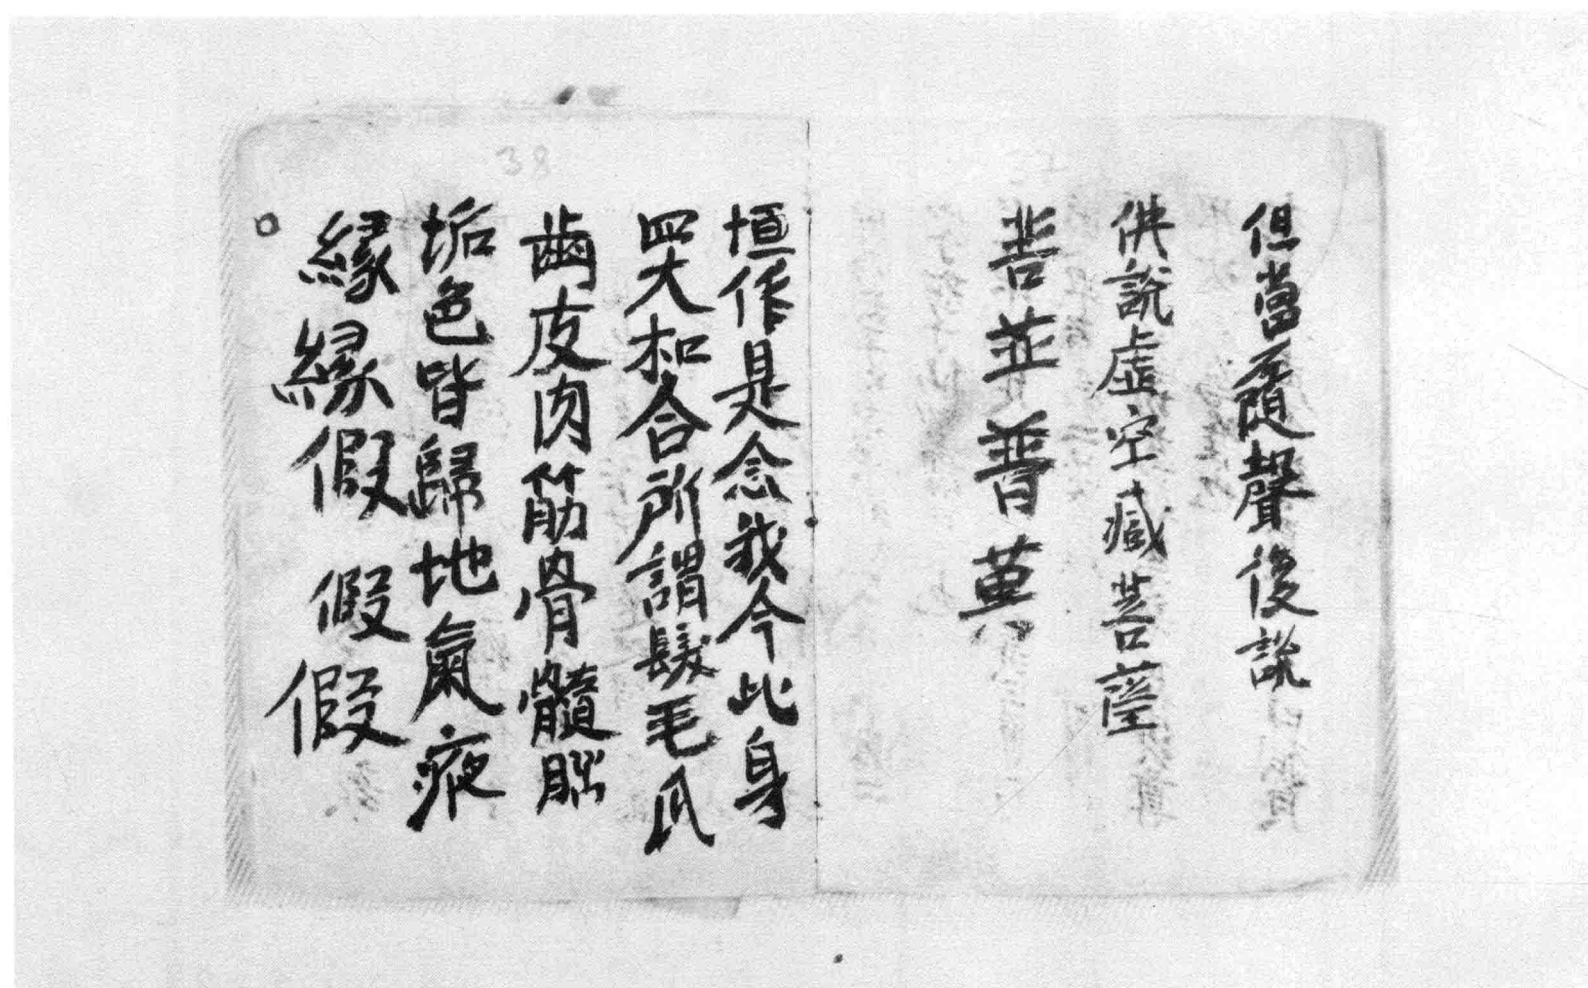 但當隨聲後說
佛說虛空藏菩薩
菩並普
恒作是念我今此身
四大和合所謂髮毛爪
齒皮肉筋骨髓腦
垢色皆歸地氣液
緣緣假假假
38